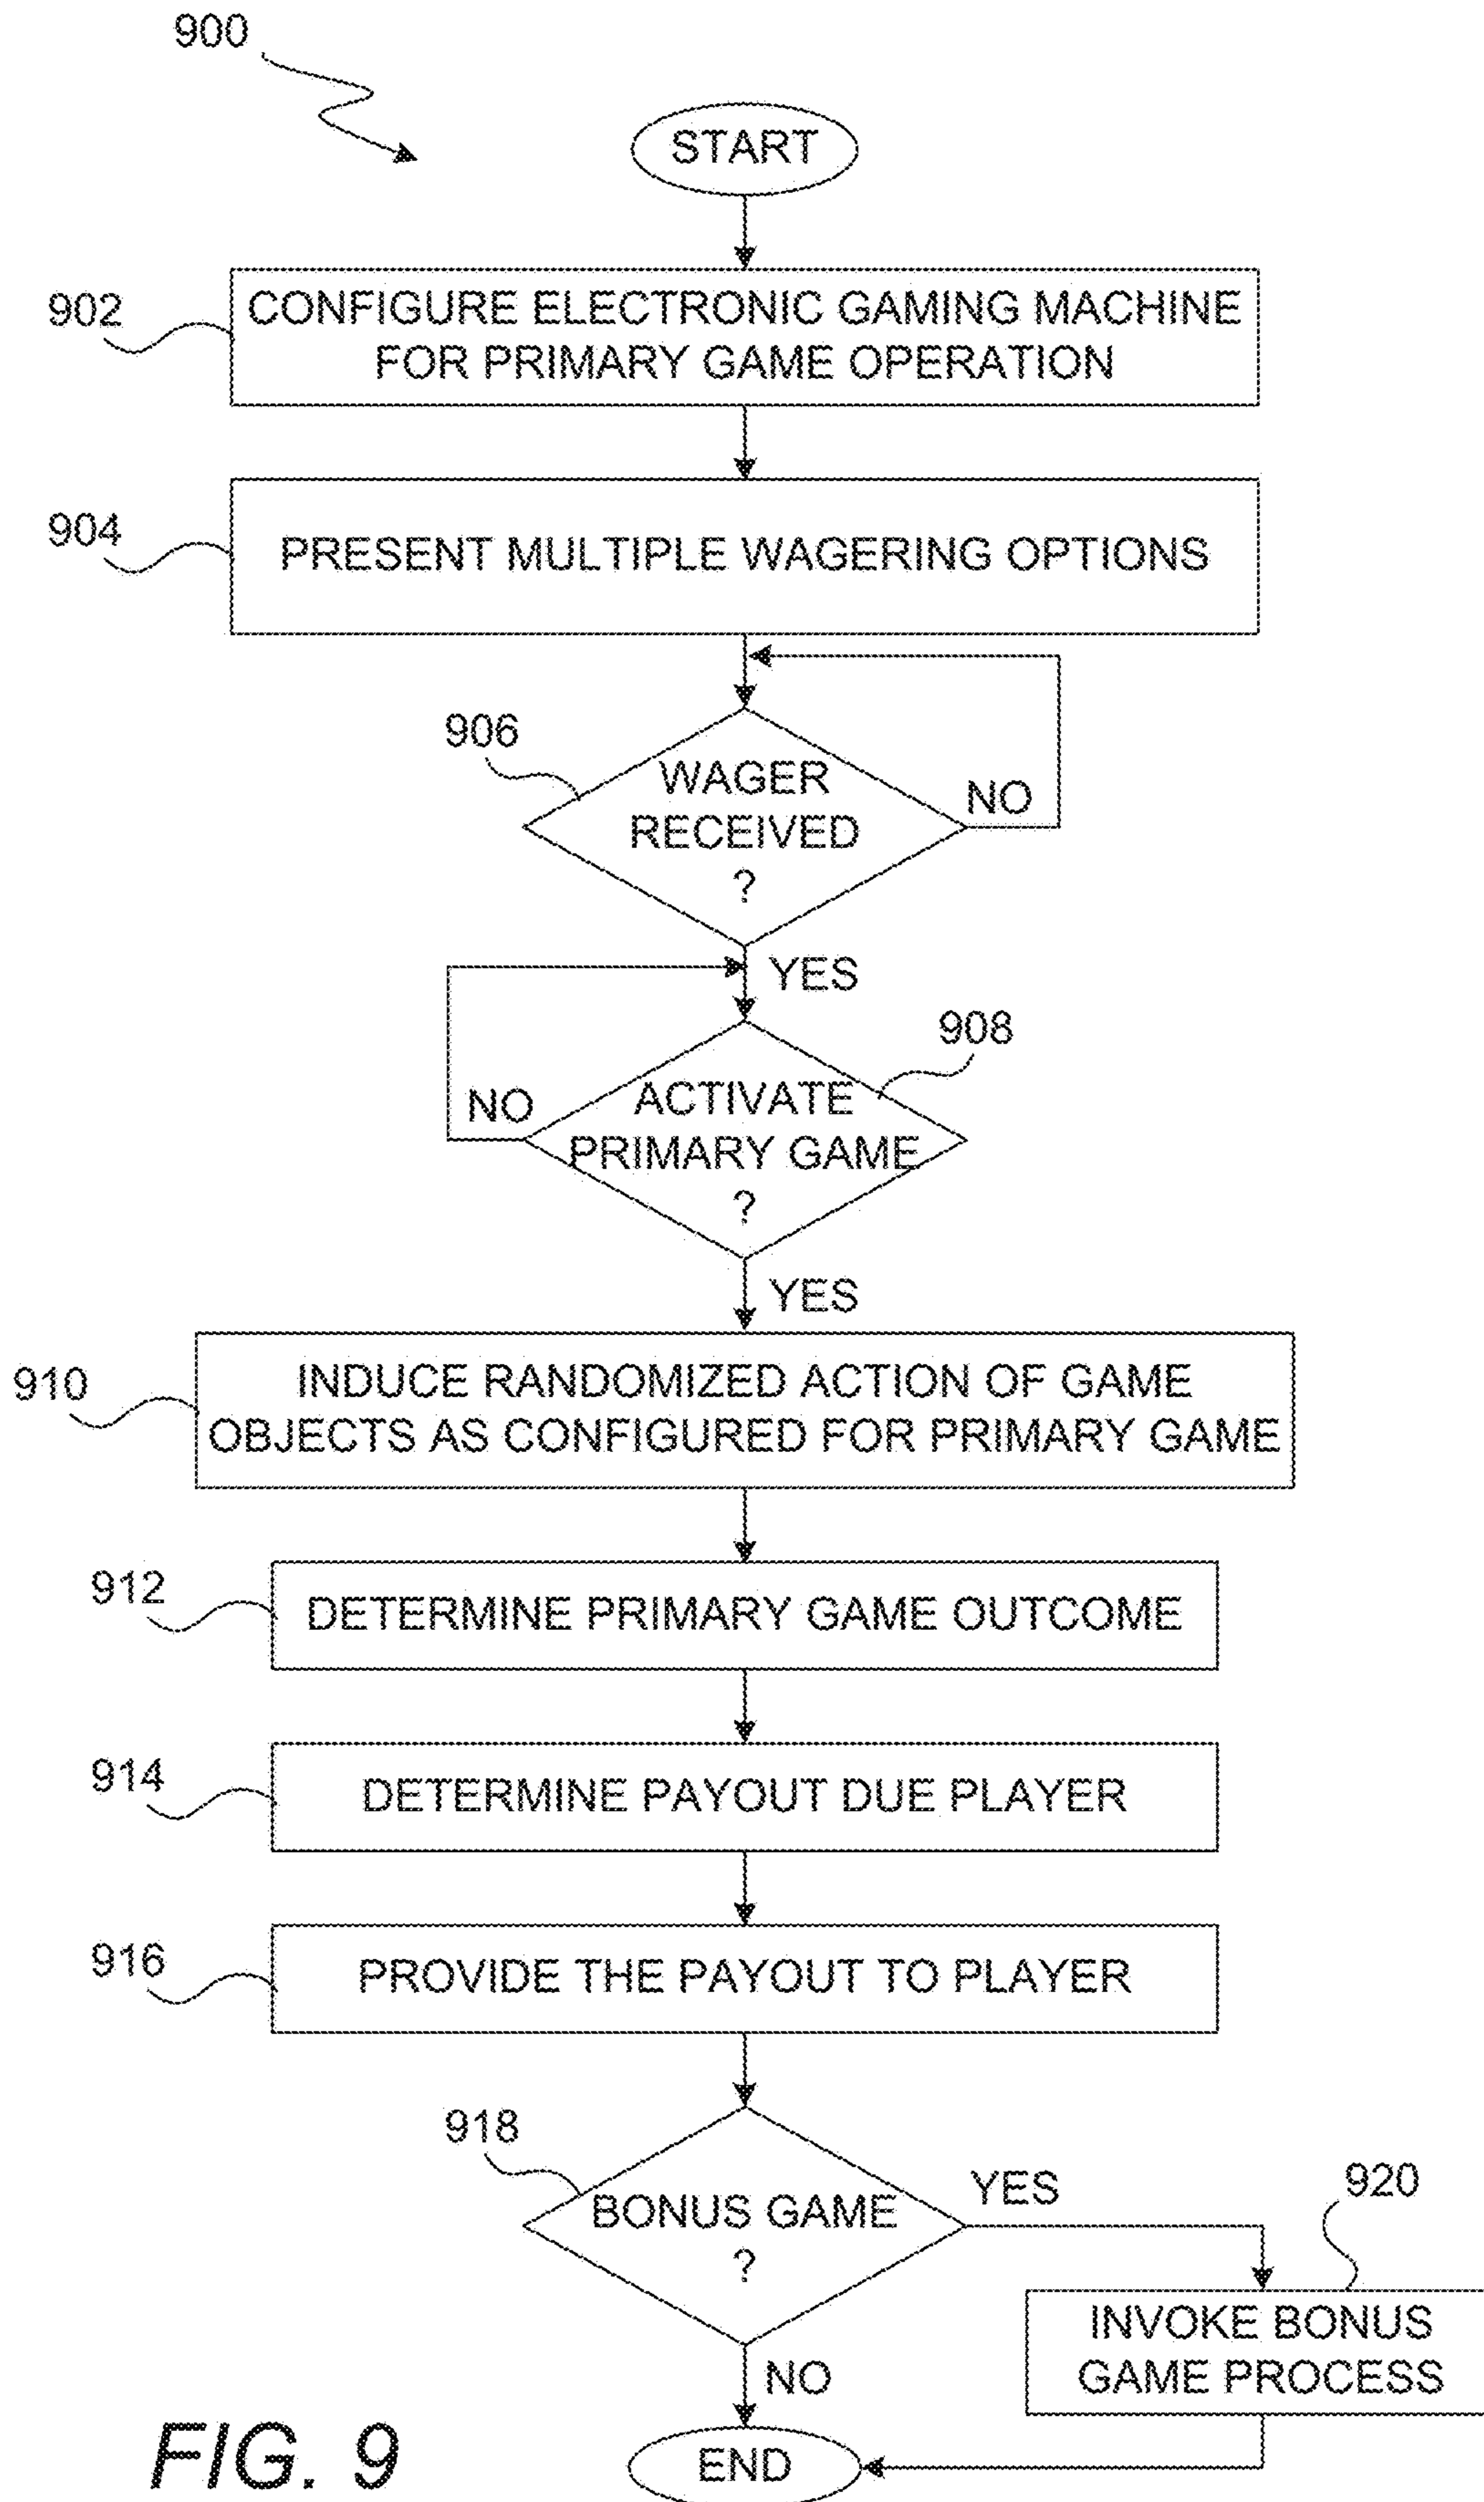 900
START
902
CONFIGURE ELECTRONIC GAMING MACHINE
FOR PRIMARY GAME OPERATION
904
PRESENT MULTIPLE WAGERING OPTIONS
906
WAGER
RECEIVED
?
NO
YES
908
ACTIVATE
PRIMARY GAME
?
NO
YES
910
INDUCE RANDOMIZED ACTION OF GAME
OBJECTS AS CONFIGURED FOR PRIMARY GAME
912
DETERMINE PRIMARY GAME OUTCOME
914
DETERMINE PAYOUT DUE PLAYER
916
PROVIDE THE PAYOUT TO PLAYER
918
BONUS GAME
?
YES
920
INVOKE BONUS
GAME PROCESS
NO
END
FIG. 9